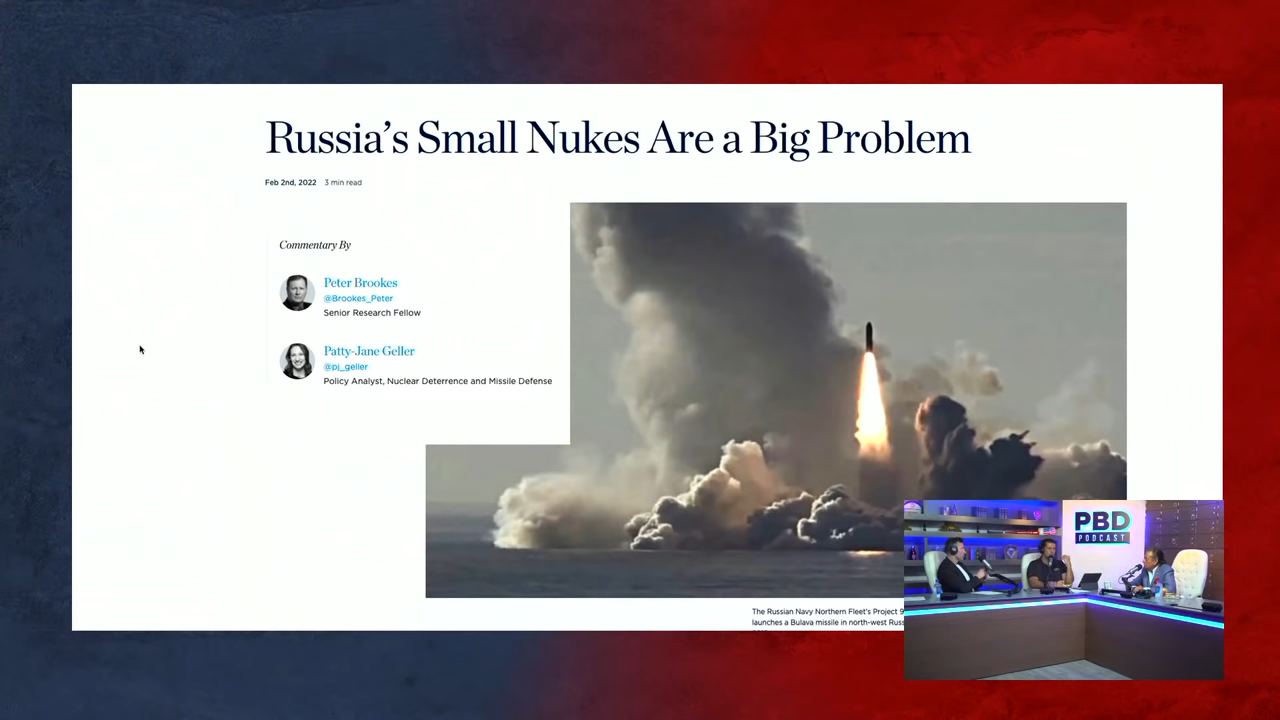 Russia's Small Nukes Are a Big Problem
Feb 2nd, 2022 3 min read
Commentary By
Peter Brookes
@Brookes_Peter
Senior Research Fellow
Patty-Jane Geller
@pj_geller
Policy Analyst, Nuclear Deterrence and Missile Defense
The Russian Navy Northern Fleet's Project 9
launches a Bulava missile in north-west Russ
PBD
PODCAST